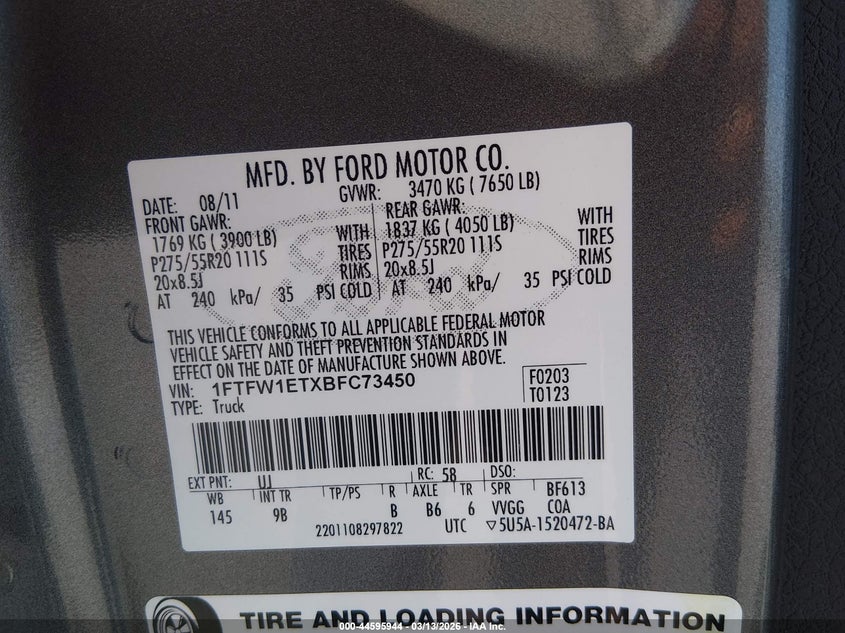 MFD. BY FORD MOTOR CO.
DATE: 08/11 GVWR: 3470 KG ( 7650 LB)
FRONT GAWR: REAR GAWR:
1769 KG ( 3900 LB) WITH 1837 KG ( 4050 LB) WITH
P275/55R20 111S TIRES P275/55R20 111S TIRES
20x8.5J RIMS 20x8.5J RIMS
AT 240 kPa/ 35 PSI COLD AT 240 kPa/ 35 PSI COLD
THIS VEHICLE CONFORMS TO ALL APPLICABLE FEDERAL MOTOR
VEHICLE SAFETY AND THEFT PREVENTION STANDARDS IN
EFFECT ON THE DATE OF MANUFACTURE SHOWN ABOVE.
VIN: 1FTFW1ETXBFC73450 F0203
TYPE: Truck T0123
EXT PNT: UJ RC: 58 DSO:
WB INT TR TP/PS R AXLE TR SPR BF613
145 9B B B6 6 VVGG COA
2201108297822 UTC ▽5U5A-1520472-BA
TIRE AND LOADING INFORMATION
000-44595944 - 03/13/2026 - IAA Inc.